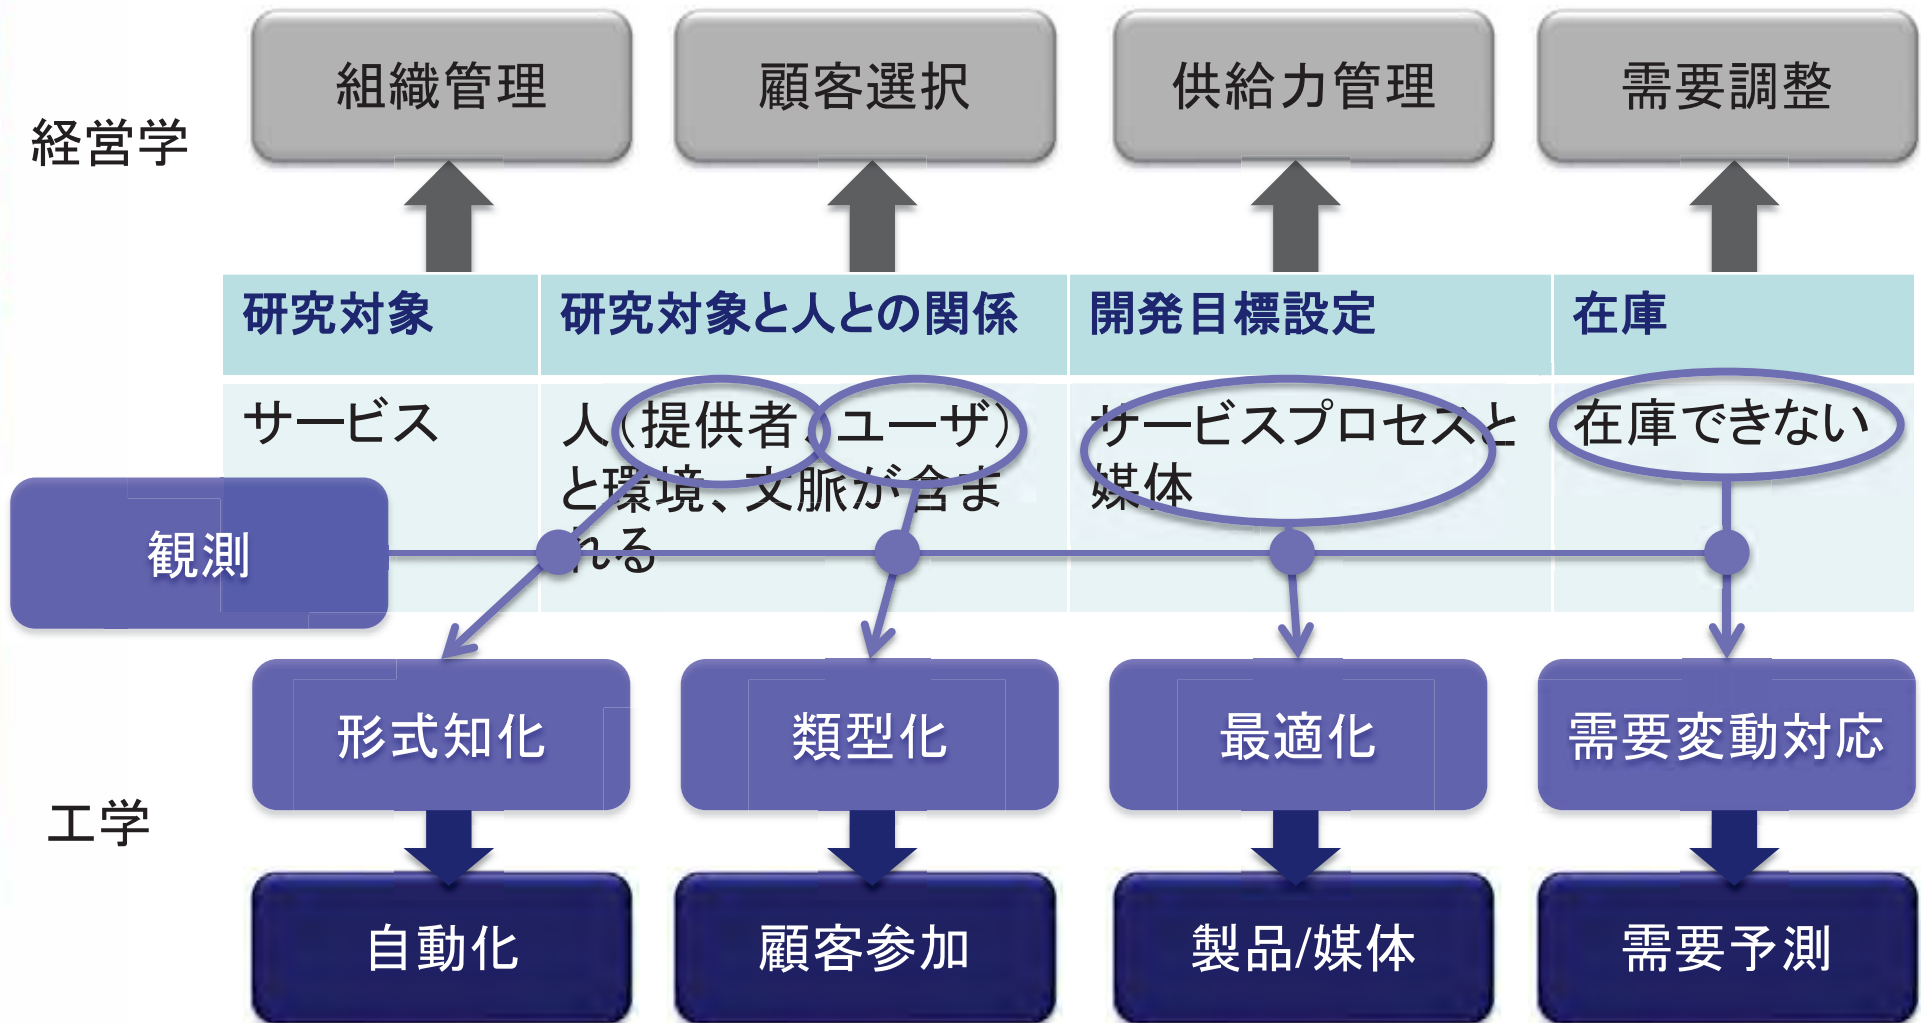 組織管理
顧客選択
供給力管理
需要調整
経営学
研究対象
研究対象と人との関係
開発目標設定
在庫
サービス
人(提供者、ユーザ)
と環境、文脈が含ま
れる
サービスプロセスと
媒体
在庫できない
観測
形式知化
類型化
最適化
需要変動対応
工学
自動化
顧客参加
製品/媒体
需要予測